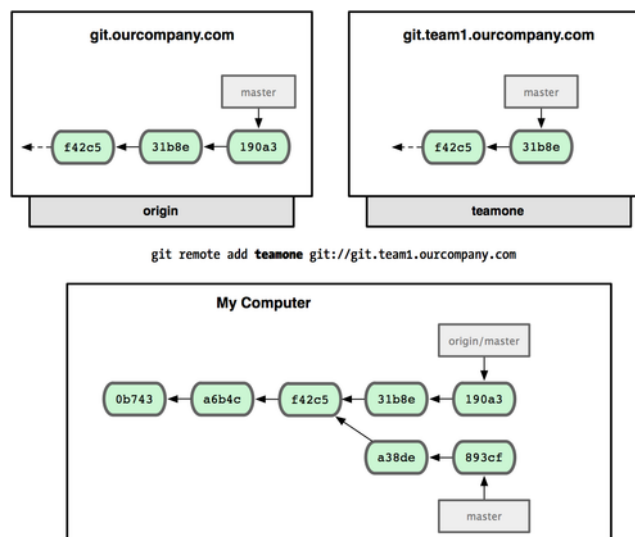 git.ourcompany.com
master
f42c5 31b8e 190a3
origin
git.team1.ourcompany.com
master
f42c5 31b8e
teamone
git remote add teamone git://git.team1.ourcompany.com
My Computer
origin/master
0b743 a6b4c f42c5 31b8e 190a3
a38de 893cf
master